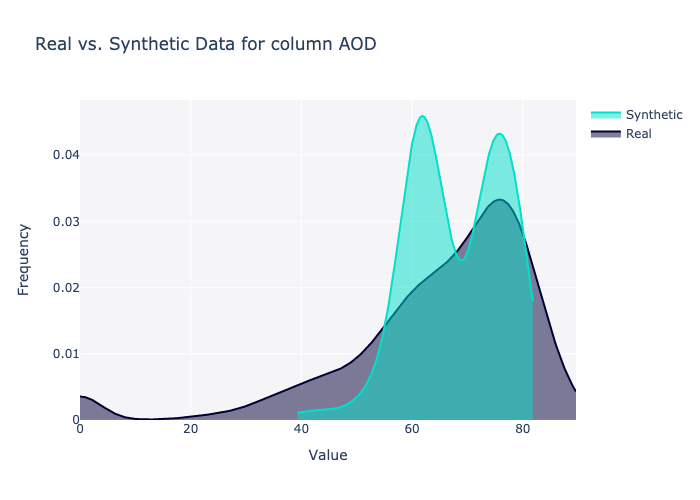 Real vs. Synthetic Data for column AOD
Synthetic
Real
Frequency
0.04
0.03
0.02
0.01
0
0 20 40 60 80
Value